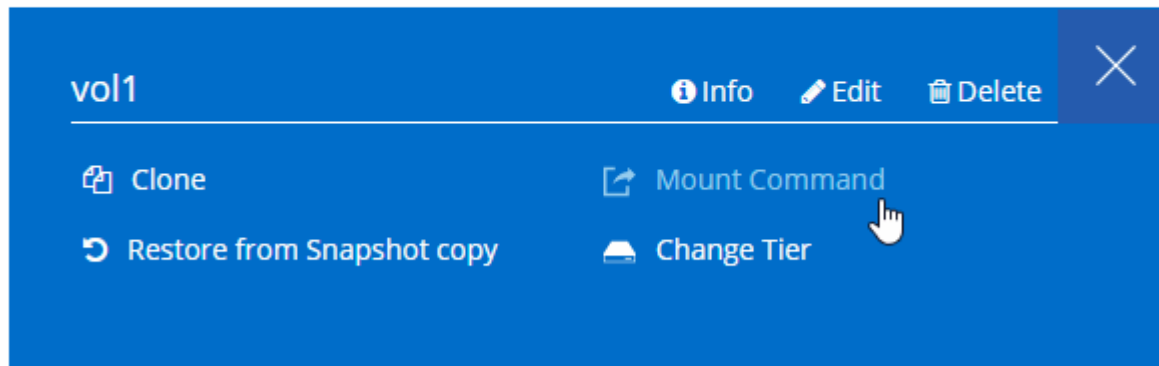 vol1 Info Edit Delete
Clone Mount Command
Restore from Snapshot copy Change Tier